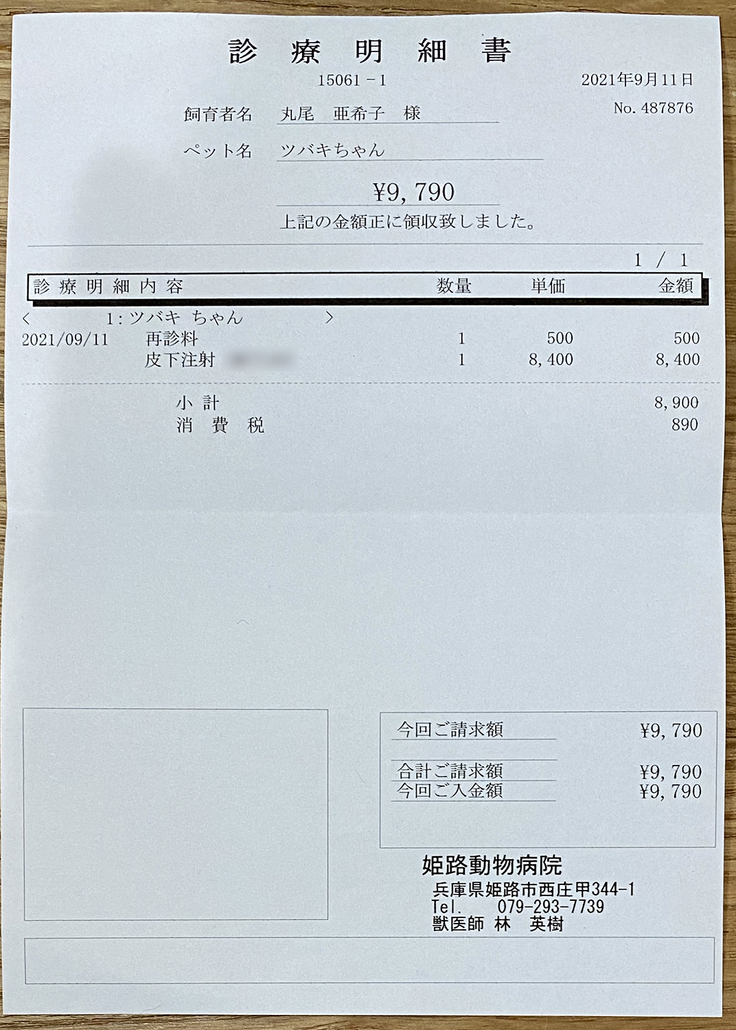 診療明細書
15061-1
2021年9月11日
飼育者名 丸尾 亜希子 様
No.487876
ペット名 ツバキちゃん
¥9,790
上記の金額正に領収致しました。
1 / 1
診療明細内容 数量 単価 金額
< 1:ツバキ ちゃん >
2021/09/11 再診料 1 500 500
皮下注射 1 8,400 8,400
小計 8,900
消費税 890
今回ご請求額 ¥9,790
合計ご請求額 ¥9,790
今回ご入金額 ¥9,790
姫路動物病院
兵庫県姫路市西庄甲344-1
Tel. 079-293-7739
獣医師 林 英樹